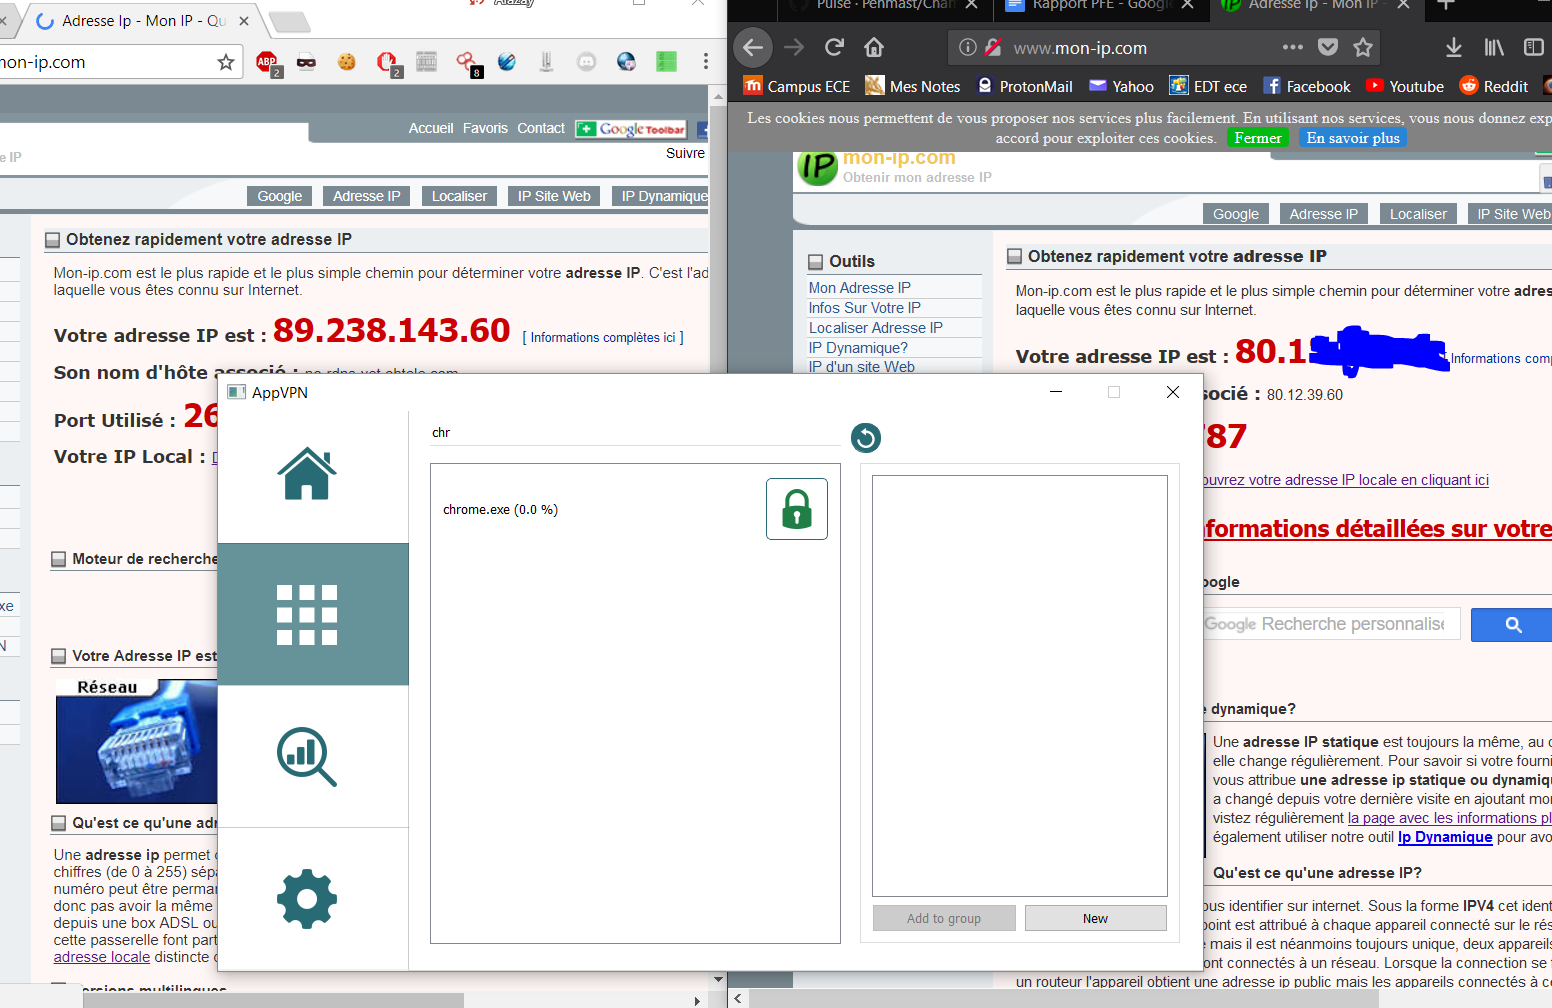 Adresse Ip - Mon IP - Qu
Atazay
non-ip.com
ABP
2
2
8
Accueil Favoris Contact
Google Toolbar
e IP
Suivre
Google
Adresse IP
Localiser
IP Site Web
IP Dynamique
Obtenez rapidement votre adresse IP
Mon-ip.com est le plus rapide et le plus simple chemin pour déterminer votre adresse IP. C'est l'ad
laquelle vous êtes connu sur Internet.
Votre adresse IP est : 89.238.143.60 [ Informations complètes ici ]
Son nom d'hôte associé :
Port Utilisé : 26
Votre IP Local : D
Moteur de recherche
xe
N
Votre Adresse IP est
Réseau
Qu'est ce qu'une adr
Une adresse ip permet
chiffres (de 0 à 255) sépa
numéro peut être perman
donc pas avoir la même
depuis une box ADSL ou
cette passerelle font part
adresse locale distincte
versions multilingues
AppVPN
chr
chrome.exe (0.0 %)
Add to group
New
Pulse · Penmast/Cham
Rapport PFE - Google
Adresse Ip - Mon IP -
www.mon-ip.com
Campus ECE
Mes Notes
ProtonMail
Yahoo
EDT ece
Facebook
Youtube
Reddit
Les cookies nous permettent de vous proposer nos services plus facilement. En utilisant nos services, vous nous donnez exp
accord pour exploiter ces cookies. Fermer En savoir plus
IP
mon-ip.com
Obtenir mon adresse IP
Google
Adresse IP
Localiser
IP Site Web
Outils
Mon Adresse IP
Infos Sur Votre IP
Localiser Adresse IP
IP Dynamique?
IP d'un site Web
Obtenez rapidement votre adresse IP
Mon-ip.com est le plus rapide et le plus simple chemin pour déterminer votre adres
laquelle vous êtes connu sur Internet.
Votre adresse IP est : 80.1 Informations comp
ocié : 80.12.39.60
787
ouvrez votre adresse IP locale en cliquant ici
nformations détaillées sur votre
oogle
Google Recherche personnalisé
e dynamique?
Une adresse IP statique est toujours la même, au c
elle change régulièrement. Pour savoir si votre fourni
vous attribue une adresse ip statique ou dynamiqu
a changé depuis votre dernière visite en ajoutant mon
vistez régulièrement la page avec les informations pl
également utiliser notre outil Ip Dynamique pour avo
Qu'est ce qu'une adresse IP?
ous identifier sur internet. Sous la forme IPV4 cet ident
point est attribué à chaque appareil connecté sur le rés
mais il est néanmoins toujours unique, deux appareils
ont connectés à un réseau. Lorsque la connection se f
un routeur l'appareil obtient une adresse ip public mais les appareils connectés à ce